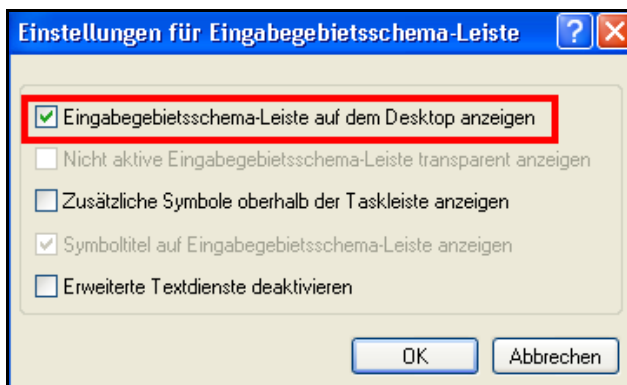 Einstellungen für Eingabegebietsschema-Leiste
Eingabegebietsschema-Leiste auf dem Desktop anzeigen
Nicht aktive Eingabegebietsschema-Leiste transparent anzeigen
Zusätzliche Symbole oberhalb der Taskleiste anzeigen
Symboltitel auf Eingabegebietsschema-Leiste anzeigen
Erweiterte Textdienste deaktivieren
OK Abbrechen